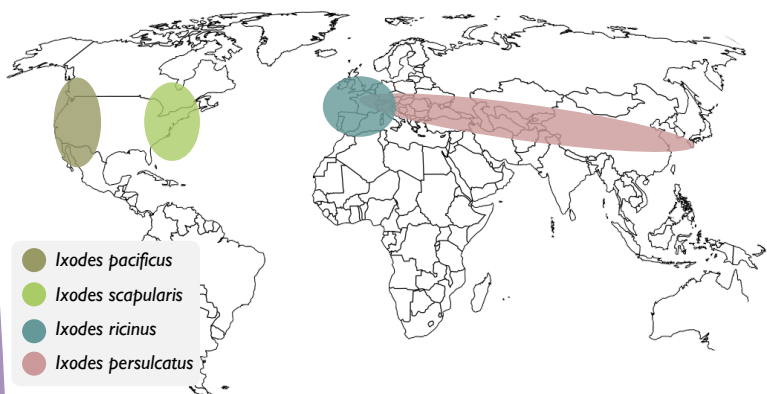 Ixodes pacificus
Ixodes scapularis
Ixodes ricinus
Ixodes persulcatus